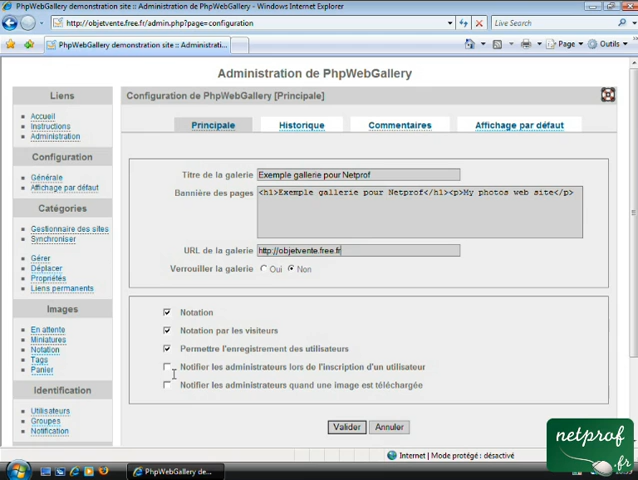 PhpWebGallery demonstration site :: Administration de PhpWebGallery - Windows Internet Explorer
http://objetvente.free.fr/admin.php?page=configuration
Live Search
PhpWebGallery demonstration site :: Administrati...
Page
Outils
Administration de PhpWebGallery
Liens
Accueil
Instructions
Administration
Configuration
Générale
Affichage par défaut
Catégories
Gestionnaire des sites
Synchroniser
Gérer
Déplacer
Propriétés
Liens permanents
Images
En attente
Miniatures
Notation
Tags
Panier
Identification
Utilisateurs
Groupes
Notification
Configuration de PhpWebGallery [Principale]
Principale
Historique
Commentaires
Affichage par défaut
Titre de la galerie
Exemple gallerie pour Netprof
Bannière des pages
<h1>Exemple gallerie pour Netprof</h1><p>My photos web site</p>
URL de la galerie
http://objetvente.free.fr
Verrouiller la galerie
Oui
Non
Notation
Notation par les visiteurs
Permettre l'enregistrement des utilisateurs
Notifier les administrateurs lors de l'inscription d'un utilisateur
Notifier les administrateurs quand une image est téléchargée
Valider
Annuler
Internet | Mode protégé : désactivé
PhpWebGallery de...
netprof
.fr